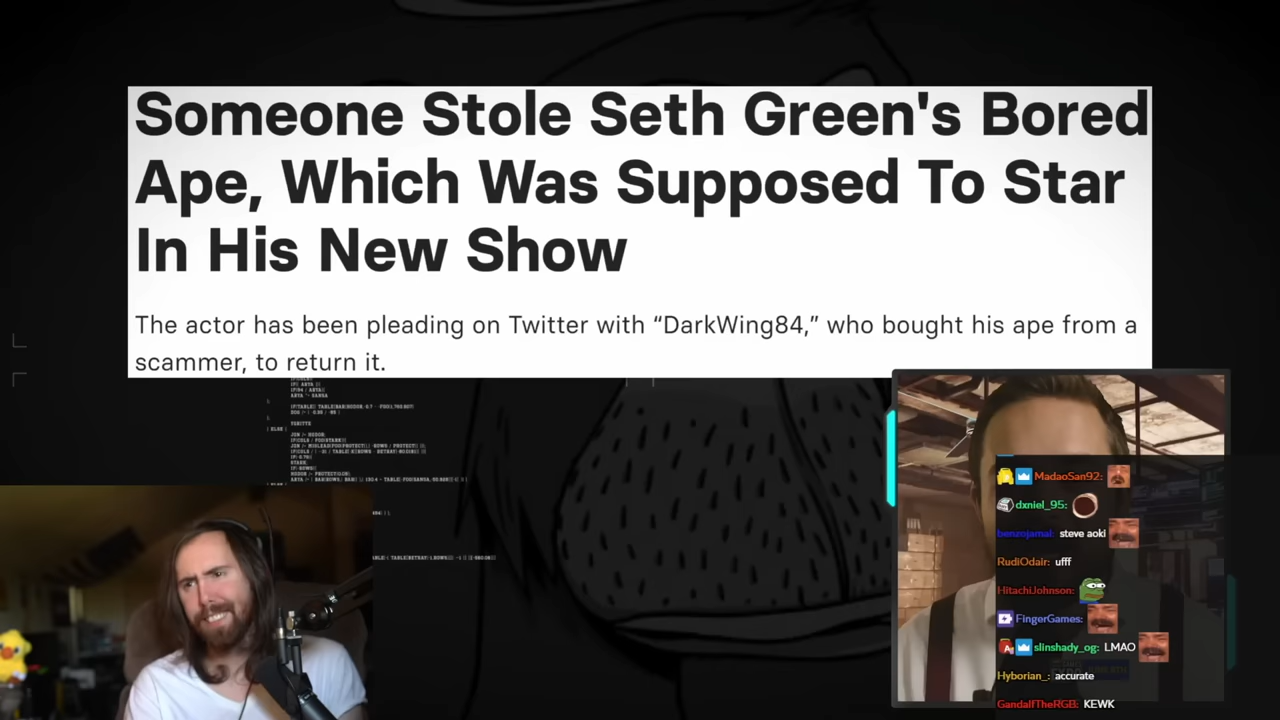 Someone Stole Seth Green's Bored
Ape, Which Was Supposed To Star
In His New Show
The actor has been pleading on Twitter with “DarkWing84,” who bought his ape from a
scammer, to return it.
MadaoSan92:
dxniel_95:
benzojamal: steve aoki
RudiOdair: ufff
HitachiJohnson:
FingerGames:
slinshady_og: LMAO
Hyborian_: accurate
GandalfTheRGB: KEKW